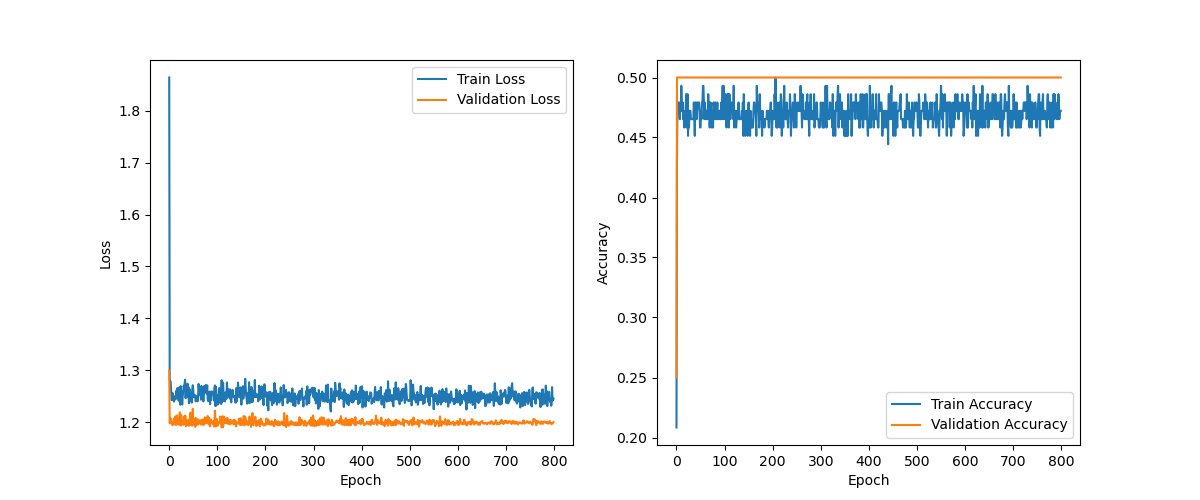 Train Loss
Validation Loss
1.8
1.7
1.6
1.5
1.4
1.3
1.2
Loss
0 100 200 300 400 500 600 700 800
Epoch
0.50
0.45
0.40
0.35
0.30
0.25
0.20
Accuracy
Train Accuracy
Validation Accuracy
0 100 200 300 400 500 600 700 800
Epoch